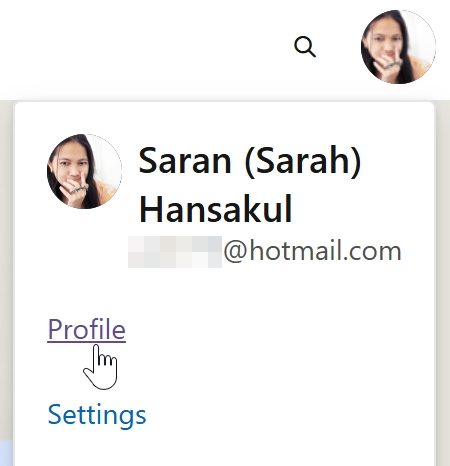 Saran (Sarah)
Hansakul
@hotmail.com
Profile
Settings